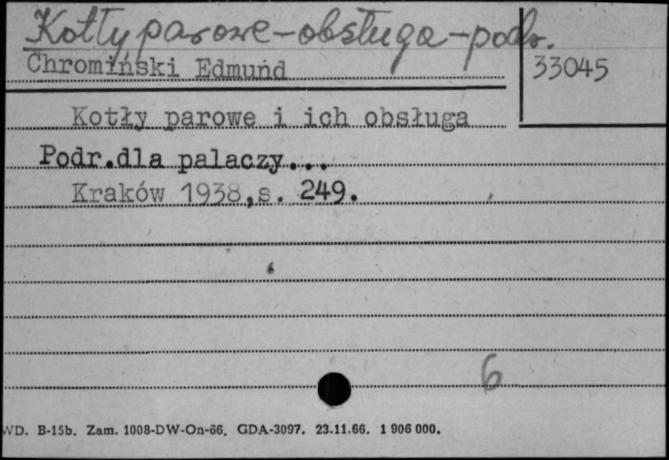 Kotły parowe - obsługa - podr.
Chromiński Edmund
33045
Kotły parowe i ich obsługa
Podr.dla palaczy...
Kraków 1938,s. 249.
6
WD. B-15b. Zam. 1008-DW-On-66. GDA-3097. 23.11.66. 1 906 000.